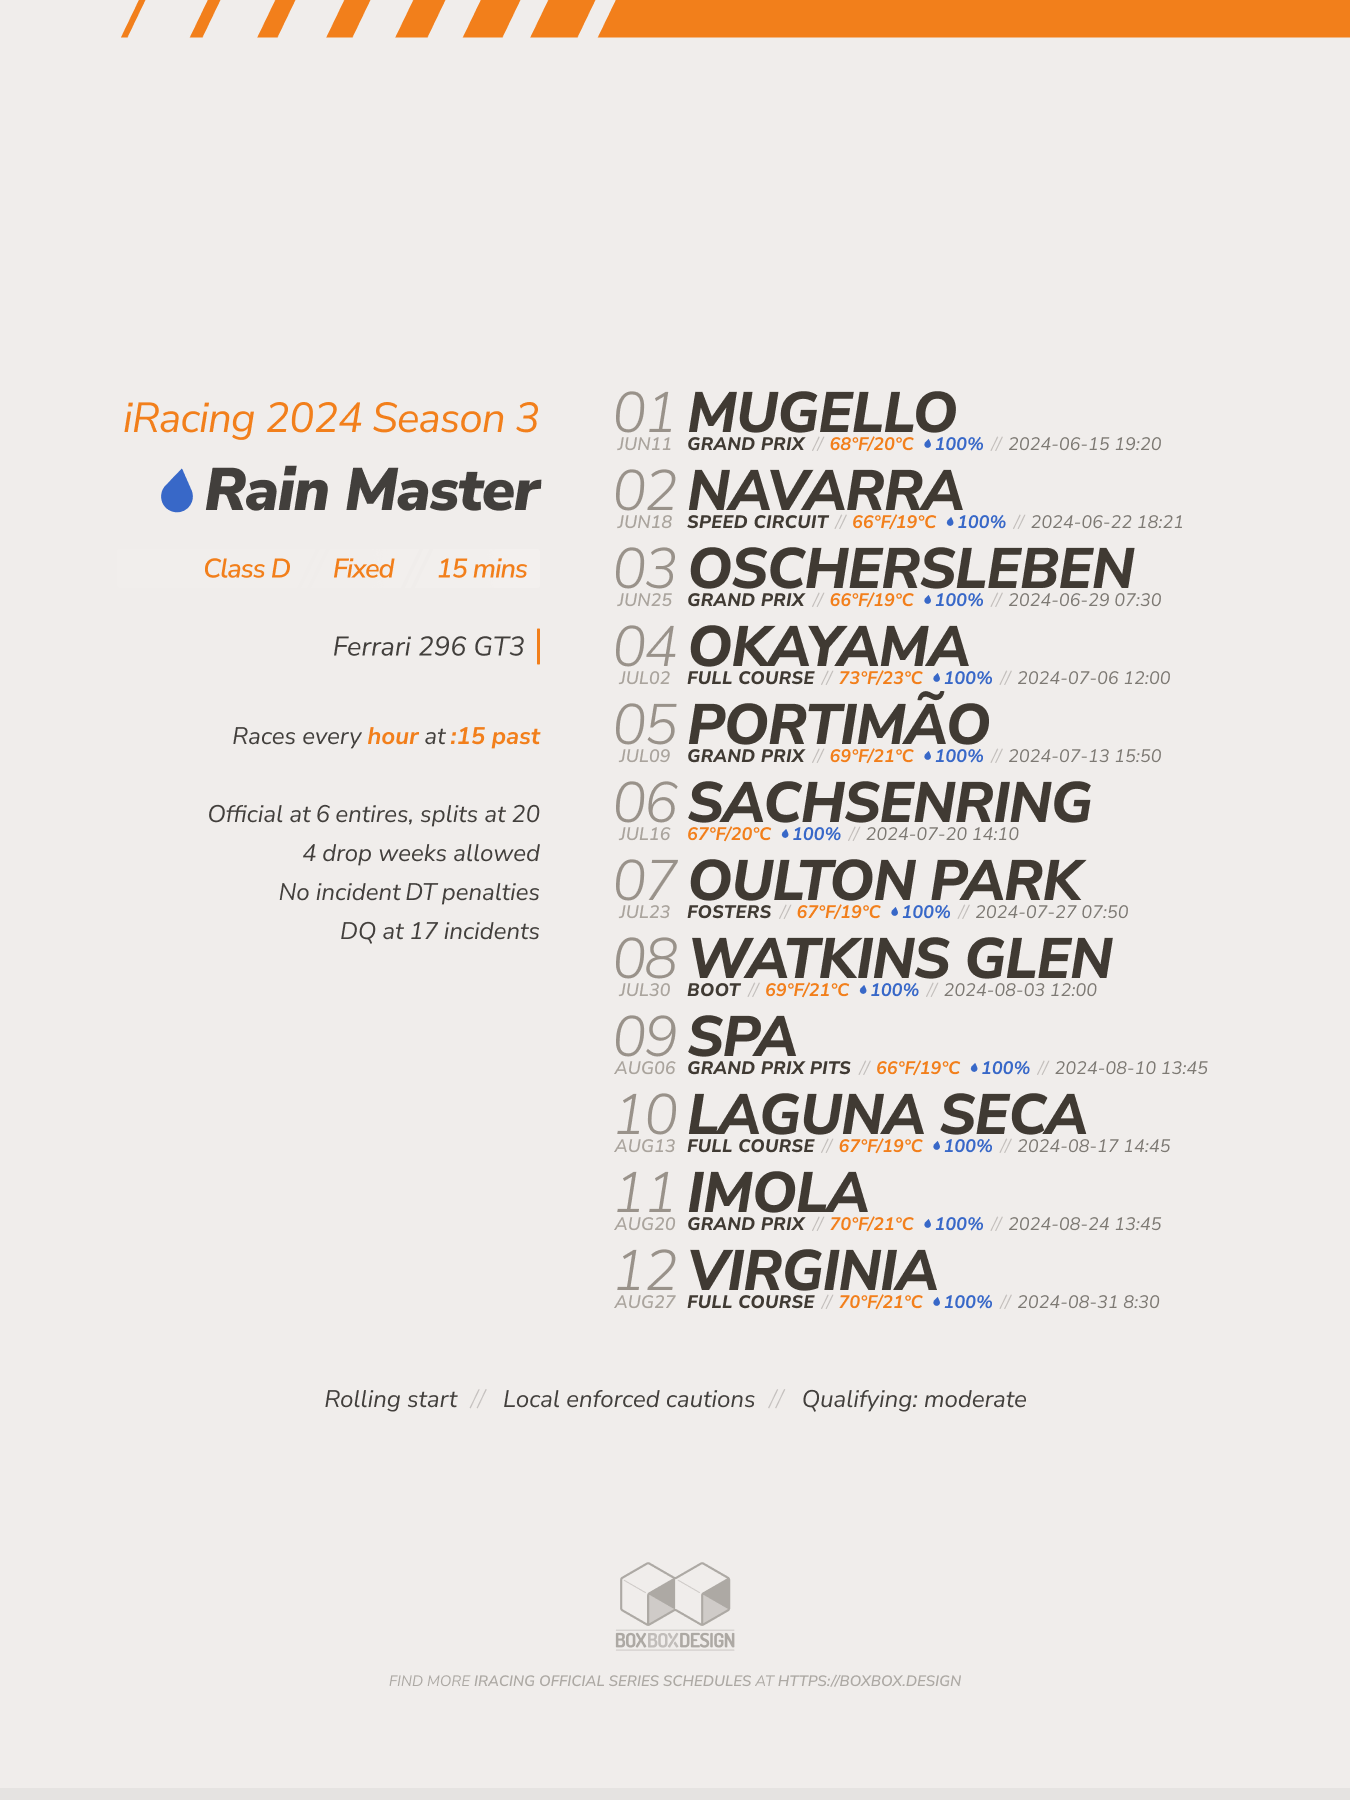 iRacing 2024 Season 3
Rain Master
Class D Fixed // 15 mins
Ferrari 296 GT3
Races every hour at :15 past
Official at 6 entires, splits at 20
4 drop weeks allowed
No incident DT penalties
DQ at 17 incidents
01 MUGELLO
JUN11 GRAND PRIX // 68°F/20°C 100% // 2024-06-15 19:20
02 NAVARRA
JUN18 SPEED CIRCUIT // 66°F/19°C 100% // 2024-06-22 18:21
03 OSCHERSLEBEN
JUN25 GRAND PRIX // 66°F/19°C 100% // 2024-06-29 07:30
04 OKAYAMA
JUL02 FULL COURSE // 73°F/23°C 100% // 2024-07-06 12:00
05 PORTIMÃO
JUL09 GRAND PRIX // 69°F/21°C 100% // 2024-07-13 15:50
06 SACHSENRING
JUL16 67°F/20°C 100% // 2024-07-20 14:10
07 OULTON PARK
JUL23 FOSTERS // 67°F/19°C 100% // 2024-07-27 07:50
08 WATKINS GLEN
JUL30 BOOT // 69°F/21°C 100% // 2024-08-03 12:00
09 SPA
AUG06 GRAND PRIX PITS // 66°F/19°C 100% // 2024-08-10 13:45
10 LAGUNA SECA
AUG13 FULL COURSE // 67°F/19°C 100% // 2024-08-17 14:45
11 IMOLA
AUG20 GRAND PRIX // 70°F/21°C 100% // 2024-08-24 13:45
12 VIRGINIA
AUG27 FULL COURSE // 70°F/21°C 100% // 2024-08-31 8:30
Rolling start // Local enforced cautions // Qualifying: moderate
BOXBOXDESIGN
FIND MORE IRACING OFFICIAL SERIES SCHEDULES AT HTTPS://BOXBOX.DESIGN